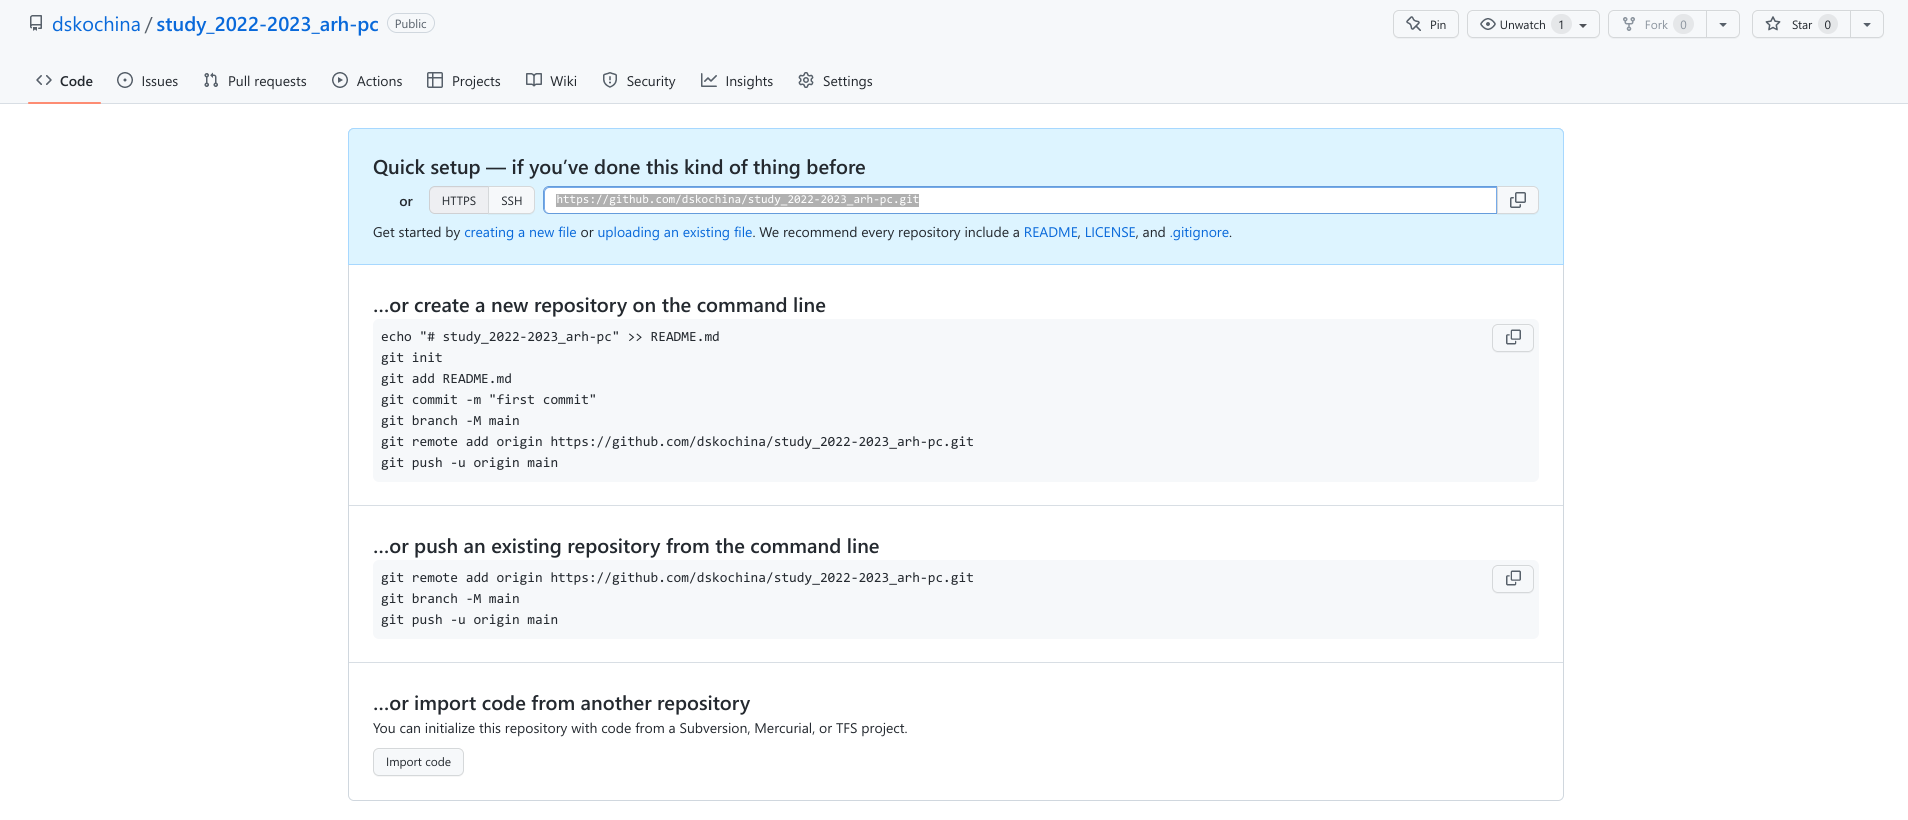 dskochina / study_2022-2023_arh-pc Public
Pin Unwatch 1 Fork 0 Star 0
Code Issues Pull requests Actions Projects Wiki Security Insights Settings
Quick setup — if you’ve done this kind of thing before
or HTTPS SSH https://github.com/dskochina/study_2022-2023_arh-pc.git
Get started by creating a new file or uploading an existing file. We recommend every repository include a README, LICENSE, and .gitignore.
…or create a new repository on the command line
echo "# study_2022-2023_arh-pc" >> README.md
git init
git add README.md
git commit -m "first commit"
git branch -M main
git remote add origin https://github.com/dskochina/study_2022-2023_arh-pc.git
git push -u origin main
…or push an existing repository from the command line
git remote add origin https://github.com/dskochina/study_2022-2023_arh-pc.git
git branch -M main
git push -u origin main
…or import code from another repository
You can initialize this repository with code from a Subversion, Mercurial, or TFS project.
Import code